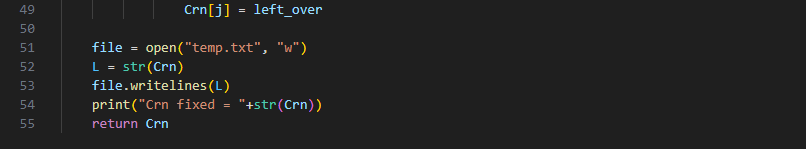 49 Crn[j] = left_over
50
51 file = open("temp.txt", "w")
52 L = str(Crn)
53 file.writelines(L)
54 print("Crn fixed = "+str(Crn))
55 return Crn